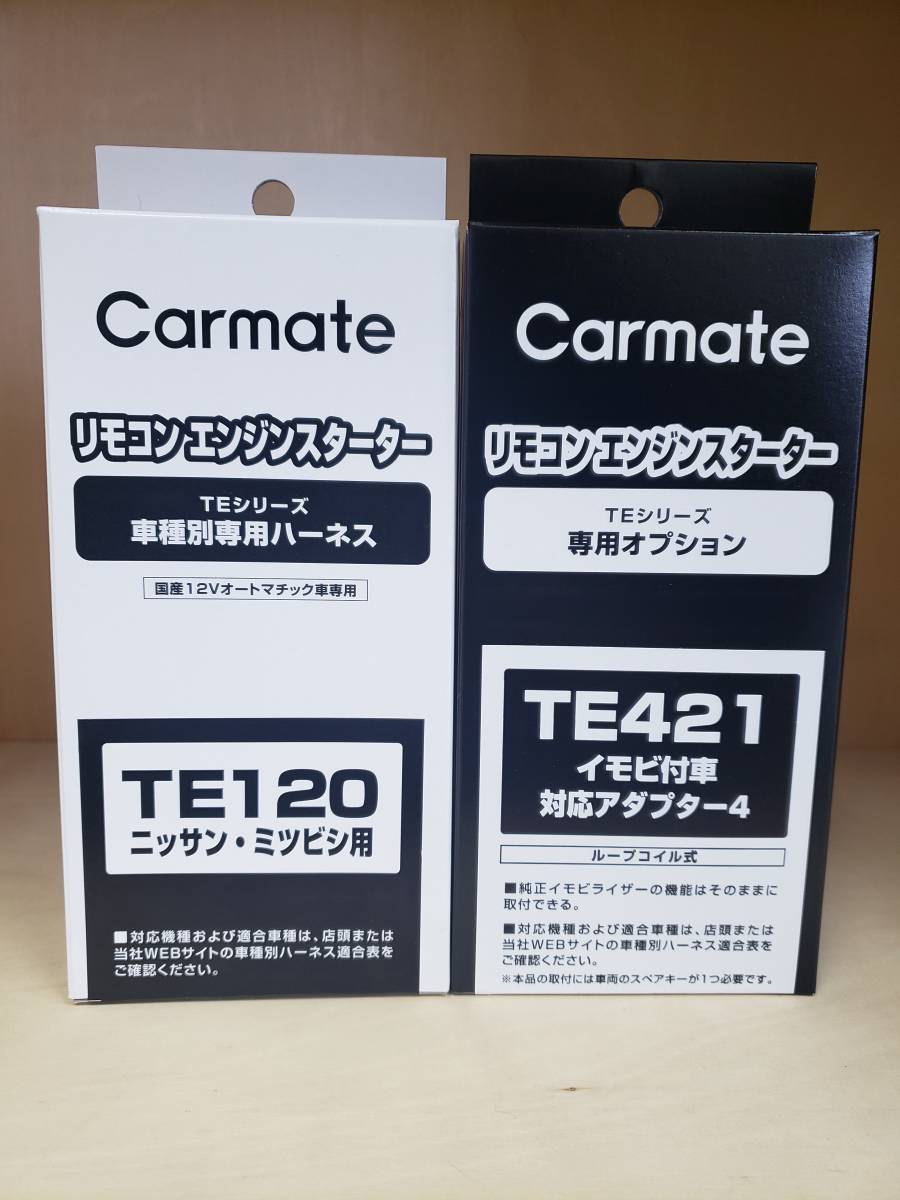 Carmate
リモコンエンジンスターター
TEシリーズ
車種別専用ハーネス
国産12Vオートマチック車専用
TE120
ニッサン・ミツビシ用
■対応機種および適合車種は、店頭または
当社WEBサイトの車種別ハーネス適合表を
ご確認ください。
Carmate
リモコンエンジンスターター
TEシリーズ
専用オプション
TE421
イモビ付車
対応アダプター4
ループコイル式
■純正イモビライザーの機能はそのままに
取付できる。
■対応機種および適合車種は、店頭または
当社WEBサイトの車種別ハーネス適合表を
ご確認ください。
※本品の取付には車両のスペアキーが1つ必要です。